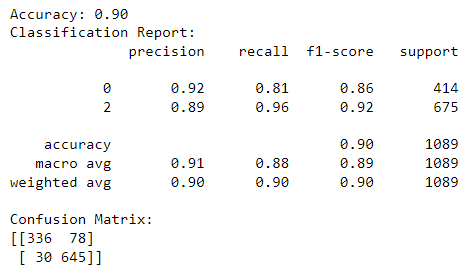 Accuracy: 0.90
Classification Report:
precision recall f1-score support
0 0.92 0.81 0.86 414
2 0.89 0.96 0.92 675
accuracy 0.90 1089
macro avg 0.91 0.88 0.89 1089
weighted avg 0.90 0.90 0.90 1089
Confusion Matrix:
[[336 78]
[ 30 645]]